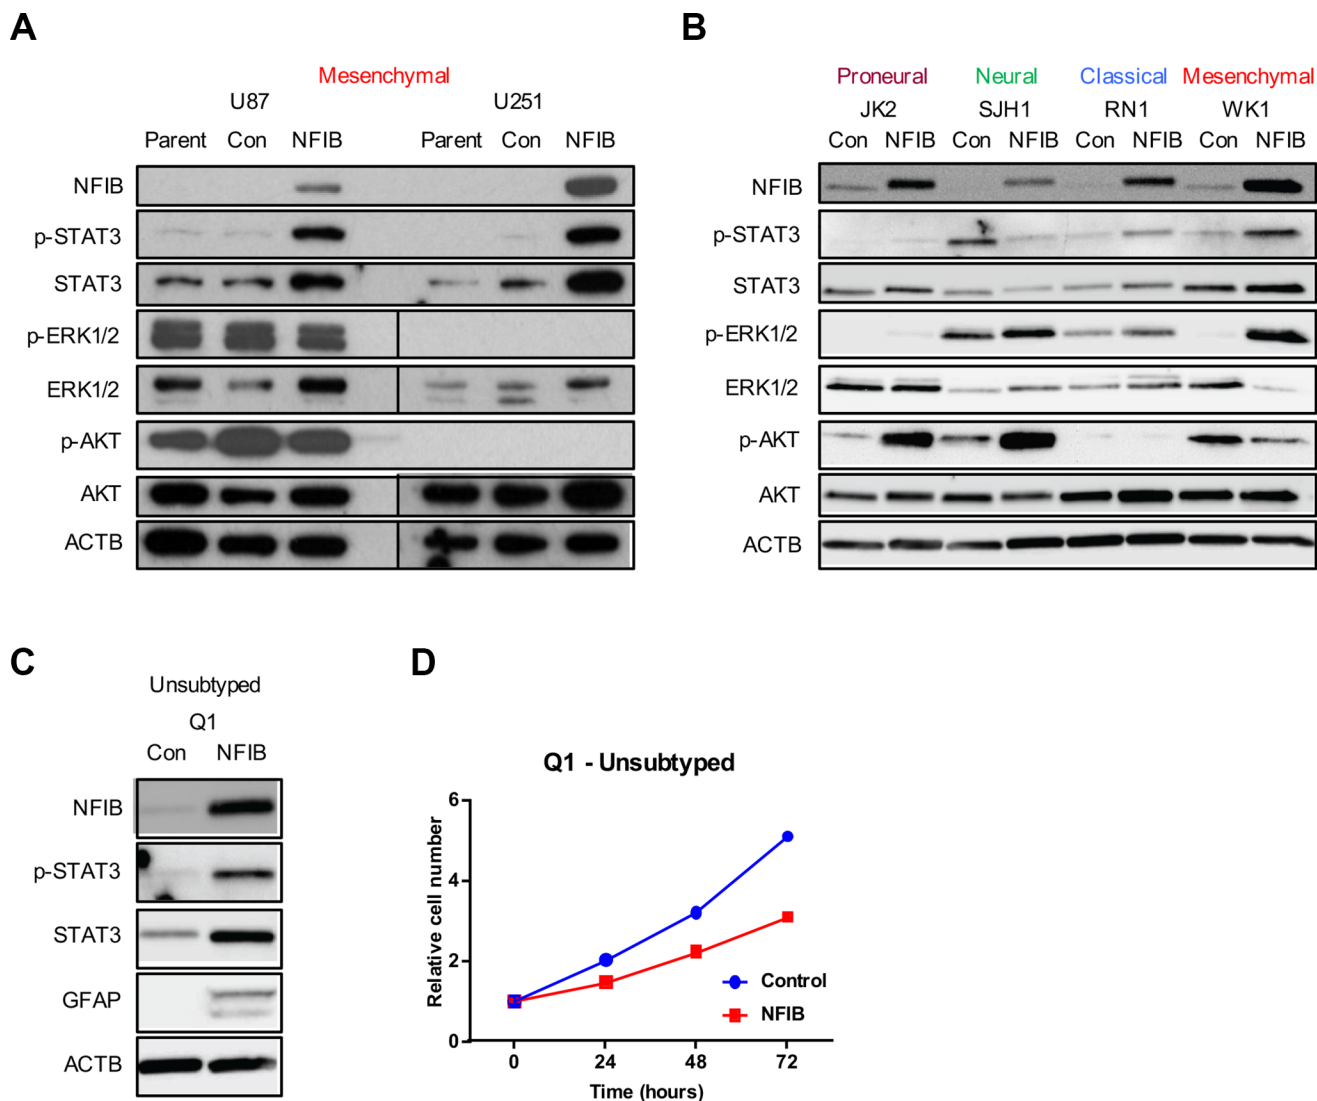 A
Mesenchymal
U87 U251
Parent Con NFIB Parent Con NFIB
NFIB
p-STAT3
STAT3
p-ERK1/2
ERK1/2
p-AKT
AKT
ACTB
B
Proneural Neural Classical Mesenchymal
JK2 SJH1 RN1 WK1
Con NFIB Con NFIB Con NFIB Con NFIB
NFIB
p-STAT3
STAT3
p-ERK1/2
ERK1/2
p-AKT
AKT
ACTB
C
Unsubtyped
Q1
Con NFIB
NFIB
p-STAT3
STAT3
GFAP
ACTB
D
Q1 - Unsubtyped
Relative cell number
6
4
2
0
Control
NFIB
0 24 48 72
Time (hours)